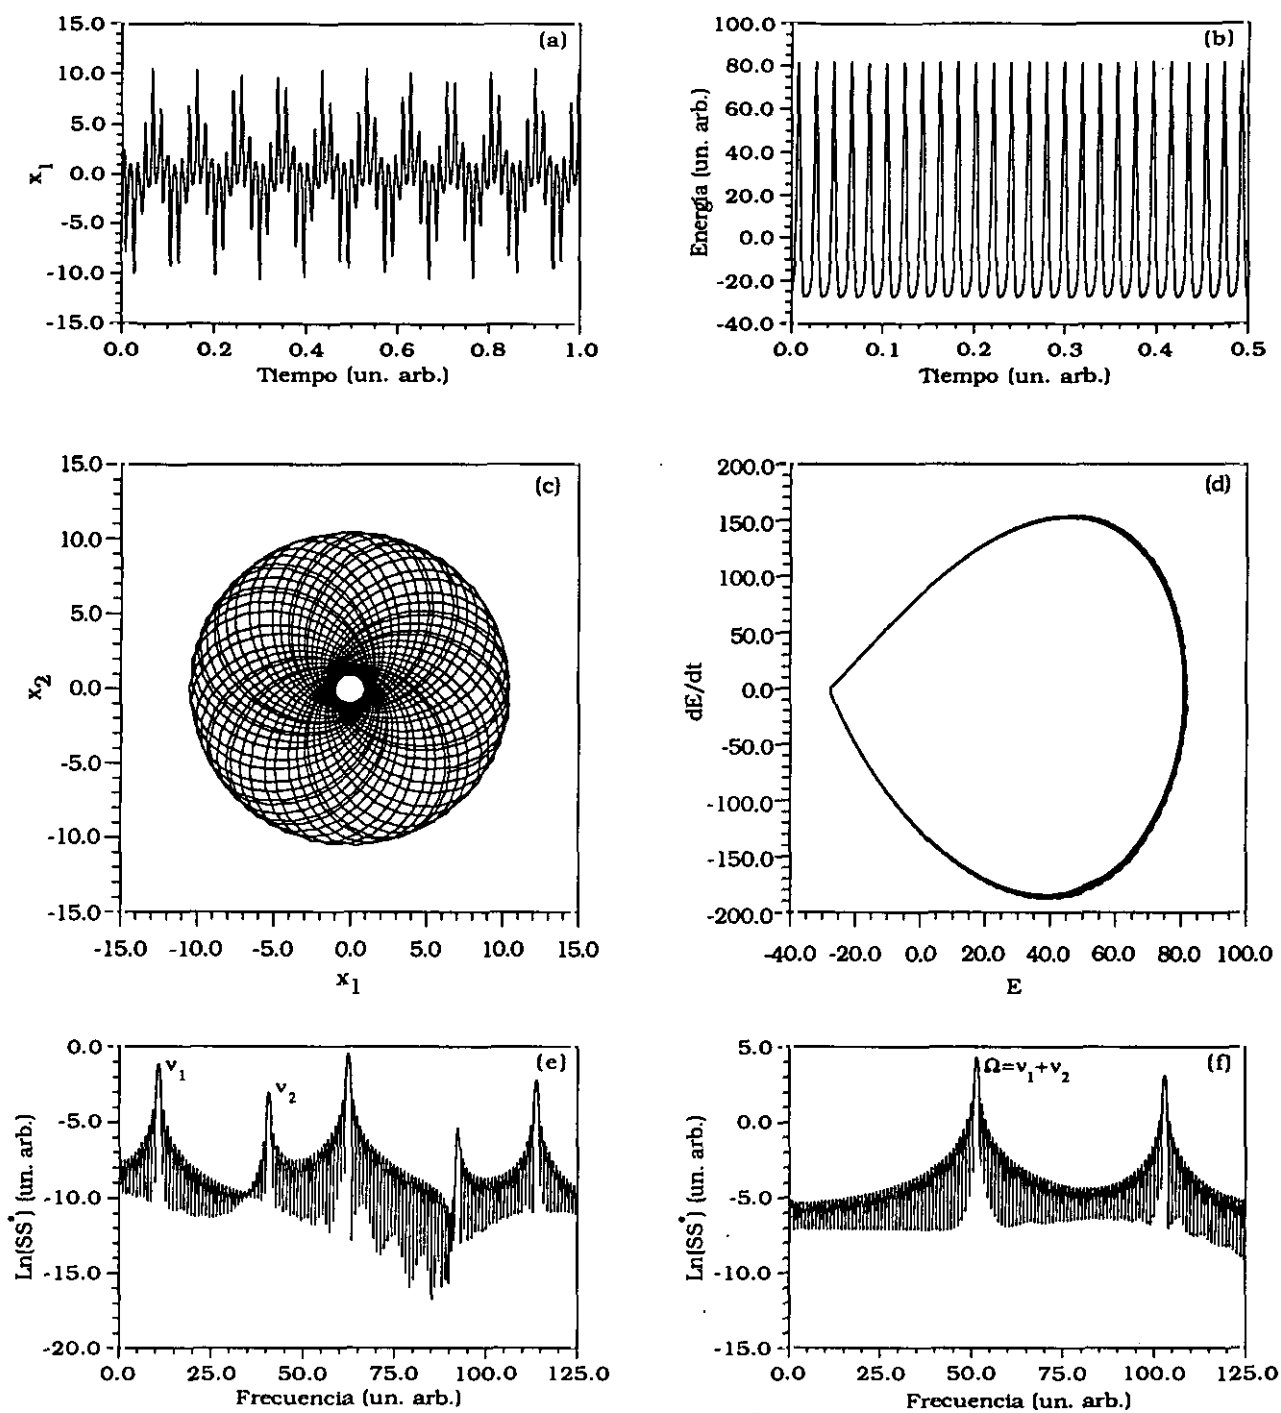 15.0
10.0
5.0
0.0
-5.0
-10.0
-15.0
x1
(a)
0.0 0.2 0.4 0.6 0.8 1.0
Tiempo (un. arb.)
100.0
80.0
60.0
40.0
20.0
0.0
-20.0
-40.0
Energía (un. arb.)
(b)
0.0 0.1 0.2 0.3 0.4 0.5
Tiempo (un. arb.)
15.0
10.0
5.0
0.0
-5.0
-10.0
-15.0
x2
(c)
-15.0 -10.0 -5.0 0.0 5.0 10.0 15.0
x1
200.0
150.0
100.0
50.0
0.0
-50.0
-100.0
-150.0
-200.0
dE/dt
(d)
-40.0 -20.0 0.0 20.0 40.0 60.0 80.0 100.0
E
0.0
-5.0
-10.0
-15.0
-20.0
Ln(SS*) (un. arb.)
ν1
ν2
(e)
0.0 25.0 50.0 75.0 100.0 125.0
Frecuencia (un. arb.)
5.0
0.0
-5.0
-10.0
-15.0
Ln(SS*) (un. arb.)
Ω=ν1+ν2
(f)
0.0 25.0 50.0 75.0 100.0 125.0
Frecuencia (un. arb.)